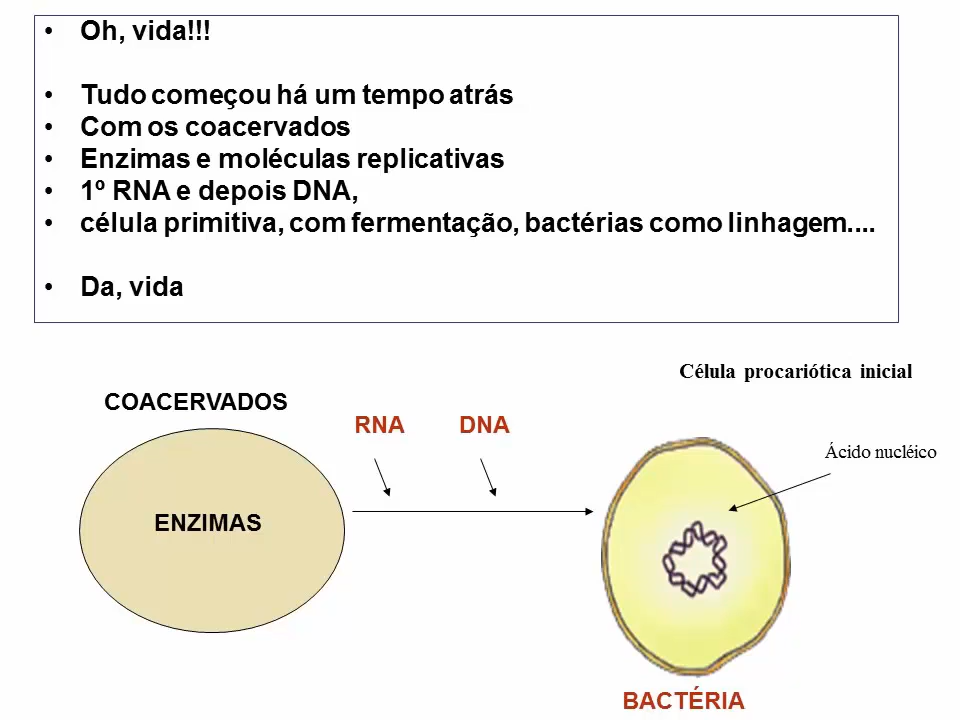 • Oh, vida!!!
• Tudo começou há um tempo atrás
• Com os coacervados
• Enzimas e moléculas replicativas
• 1º RNA e depois DNA,
• célula primitiva, com fermentação, bactérias como linhagem....
• Da, vida
Célula procariótica inicial
COACERVADOS
RNA DNA
Ácido nucléico
ENZIMAS
BACTÉRIA